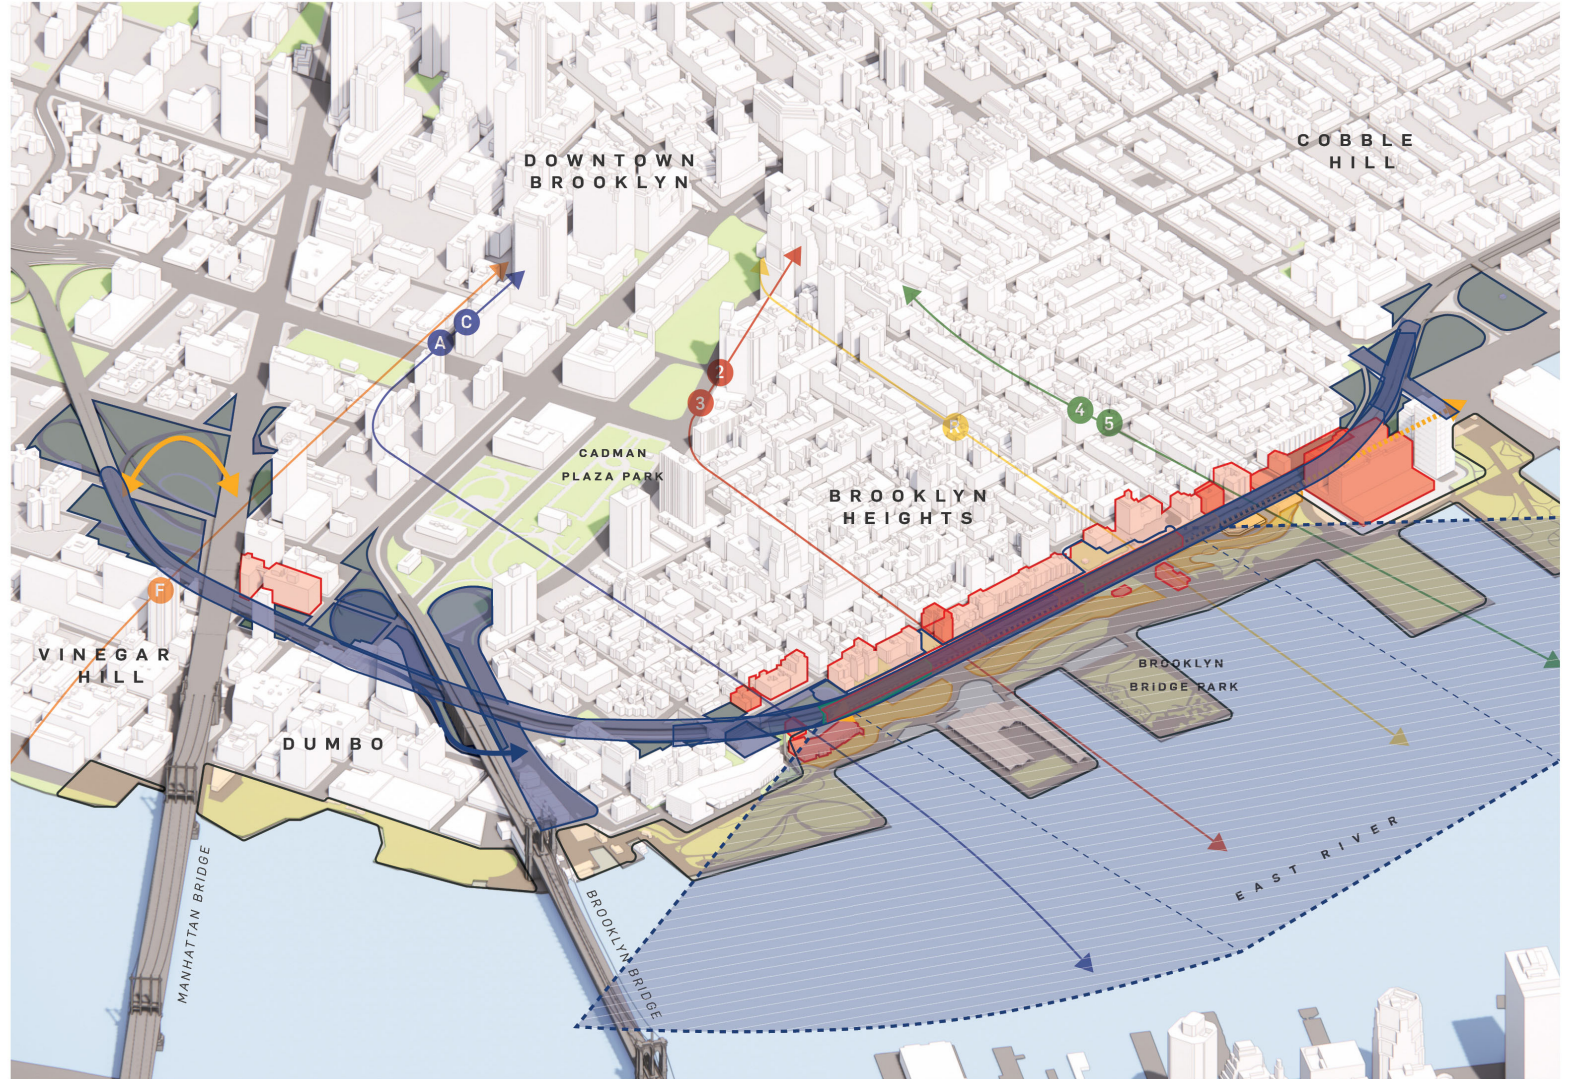 DOWNTOWN
BROOKLYN
COBBLE
HILL
C
A
2
3
4
5
R
CADMAN
PLAZA PARK
BROOKLYN
HEIGHTS
F
VINEGAR
HILL
BROOKLYN
BRIDGE PARK
DUMBO
EAST RIVER
MANHATTAN BRIDGE
BROOKLYN BRIDGE